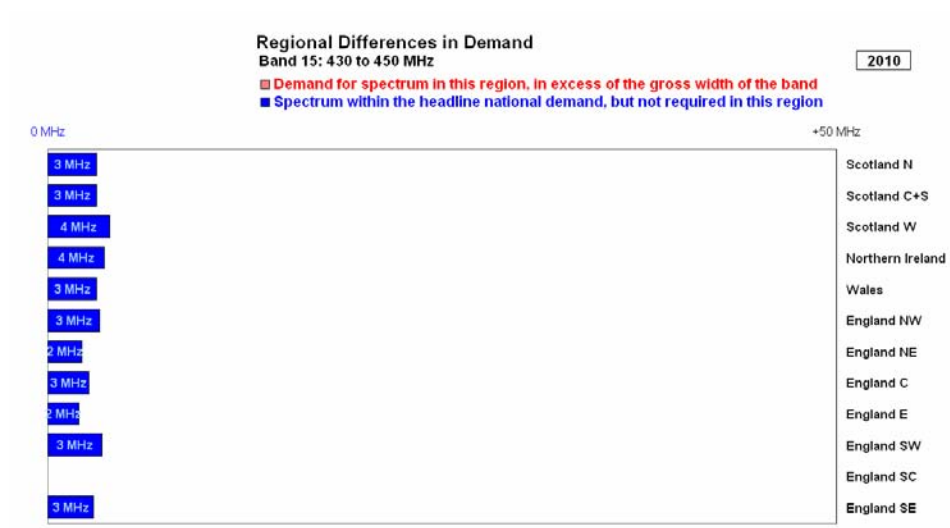 Regional Differences in Demand
Band 15: 430 to 450 MHz
2010
Demand for spectrum in this region, in excess of the gross width of the band
Spectrum within the headline national demand, but not required in this region
0 MHz +50 MHz
3 MHz Scotland N
3 MHz Scotland C+S
4 MHz Scotland W
4 MHz Northern Ireland
3 MHz Wales
3 MHz England NW
2 MHz England NE
3 MHz England C
2 MHz England E
3 MHz England SW
England SC
3 MHz England SE